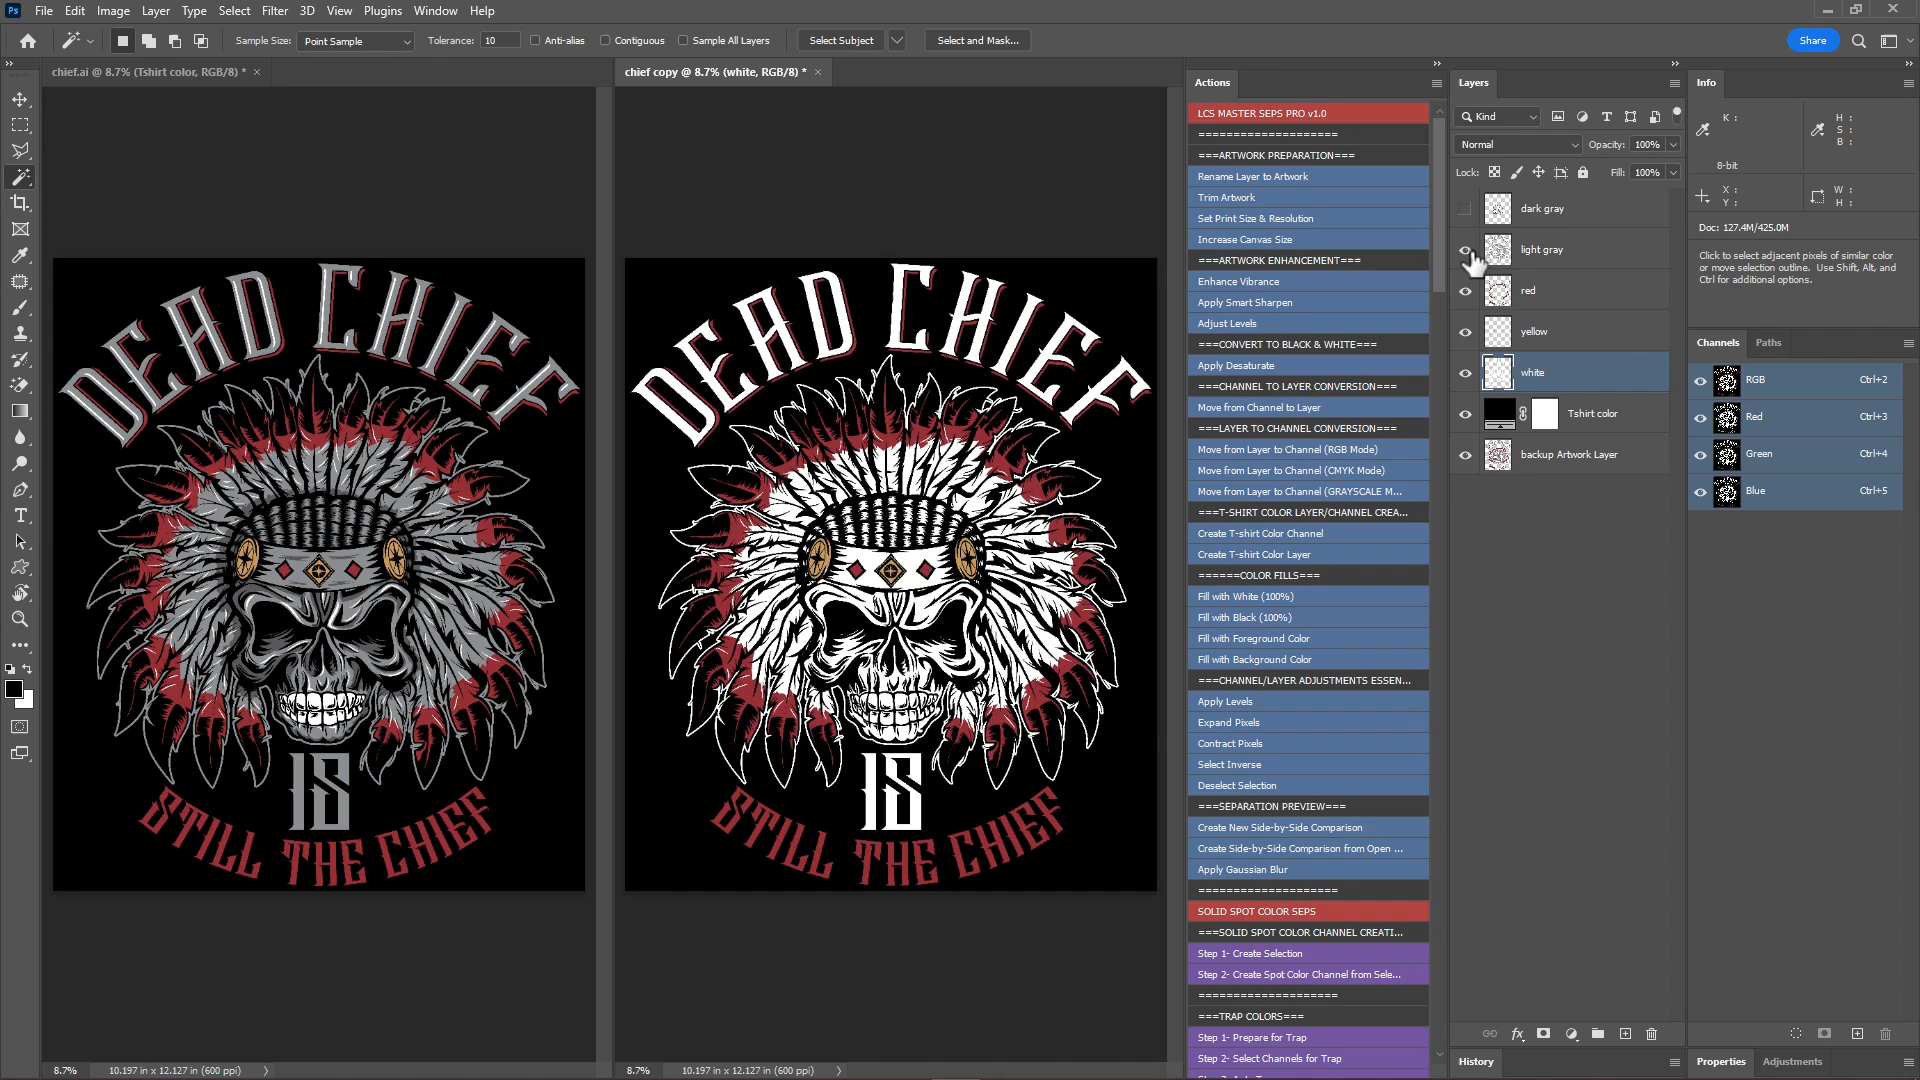 Ps File Edit Image Layer Type Select Filter 3D View Plugins Window Help
Sample Size: Point Sample Tolerance: 10 Anti-alias Contiguous Sample All Layers Select Subject Select and Mask... Share
chief.ai @ 8.7% (Tshirt color, RGB/8) * ×
chief copy @ 8.7% (white, RGB/8) * ×
DEAD CHIEF
IS
STILL THE CHIEF
DEAD CHIEF
IS
STILL THE CHIEF
8.7% 10.197 in x 12.127 in (600 ppi)
8.7% 10.197 in x 12.127 in (600 ppi)
Actions
LCS MASTER SEPS PRO v1.0
====================
===ARTWORK PREPARATION===
Rename Layer to Artwork
Trim Artwork
Set Print Size & Resolution
Increase Canvas Size
===ARTWORK ENHANCEMENT===
Enhance Vibrance
Apply Smart Sharpen
Adjust Levels
===CONVERT TO BLACK & WHITE===
Apply Desaturate
===CHANNEL TO LAYER CONVERSION===
Move from Channel to Layer
===LAYER TO CHANNEL CONVERSION===
Move from Layer to Channel (RGB Mode)
Move from Layer to Channel (CMYK Mode)
Move from Layer to Channel (GRAYSCALE M...
===T-SHIRT COLOR LAYER/CHANNEL CREA...
Create T-shirt Color Channel
Create T-shirt Color Layer
======COLOR FILLS===
Fill with White (100%)
Fill with Black (100%)
Fill with Foreground Color
Fill with Background Color
===CHANNEL/LAYER ADJUSTMENTS ESSEN...
Apply Levels
Expand Pixels
Contract Pixels
Select Inverse
Deselect Selection
===SEPARATION PREVIEW===
Create New Side-by-Side Comparison
Create Side-by-Side Comparison from Open ...
Apply Gaussian Blur
====================
SOLID SPOT COLOR SEPS
===SOLID SPOT COLOR CHANNEL CREATI...
Step 1- Create Selection
Step 2- Create Spot Color Channel from Sele...
====================
===TRAP COLORS===
Step 1- Prepare for Trap
Step 2- Select Channels for Trap
Layers
Kind
Normal Opacity: 100%
Lock: Fill: 100%
dark gray
light gray
red
yellow
white
Tshirt color
backup Artwork Layer
History
Info
K :
H :
S :
B :
8-bit
X :
Y :
W :
H :
Doc: 127.4M/425.0M
Click to select adjacent pixels of similar color
or move selection outline. Use Shift, Alt, and
Ctrl for additional options.
Channels Paths
RGB Ctrl+2
Red Ctrl+3
Green Ctrl+4
Blue Ctrl+5
Properties Adjustments